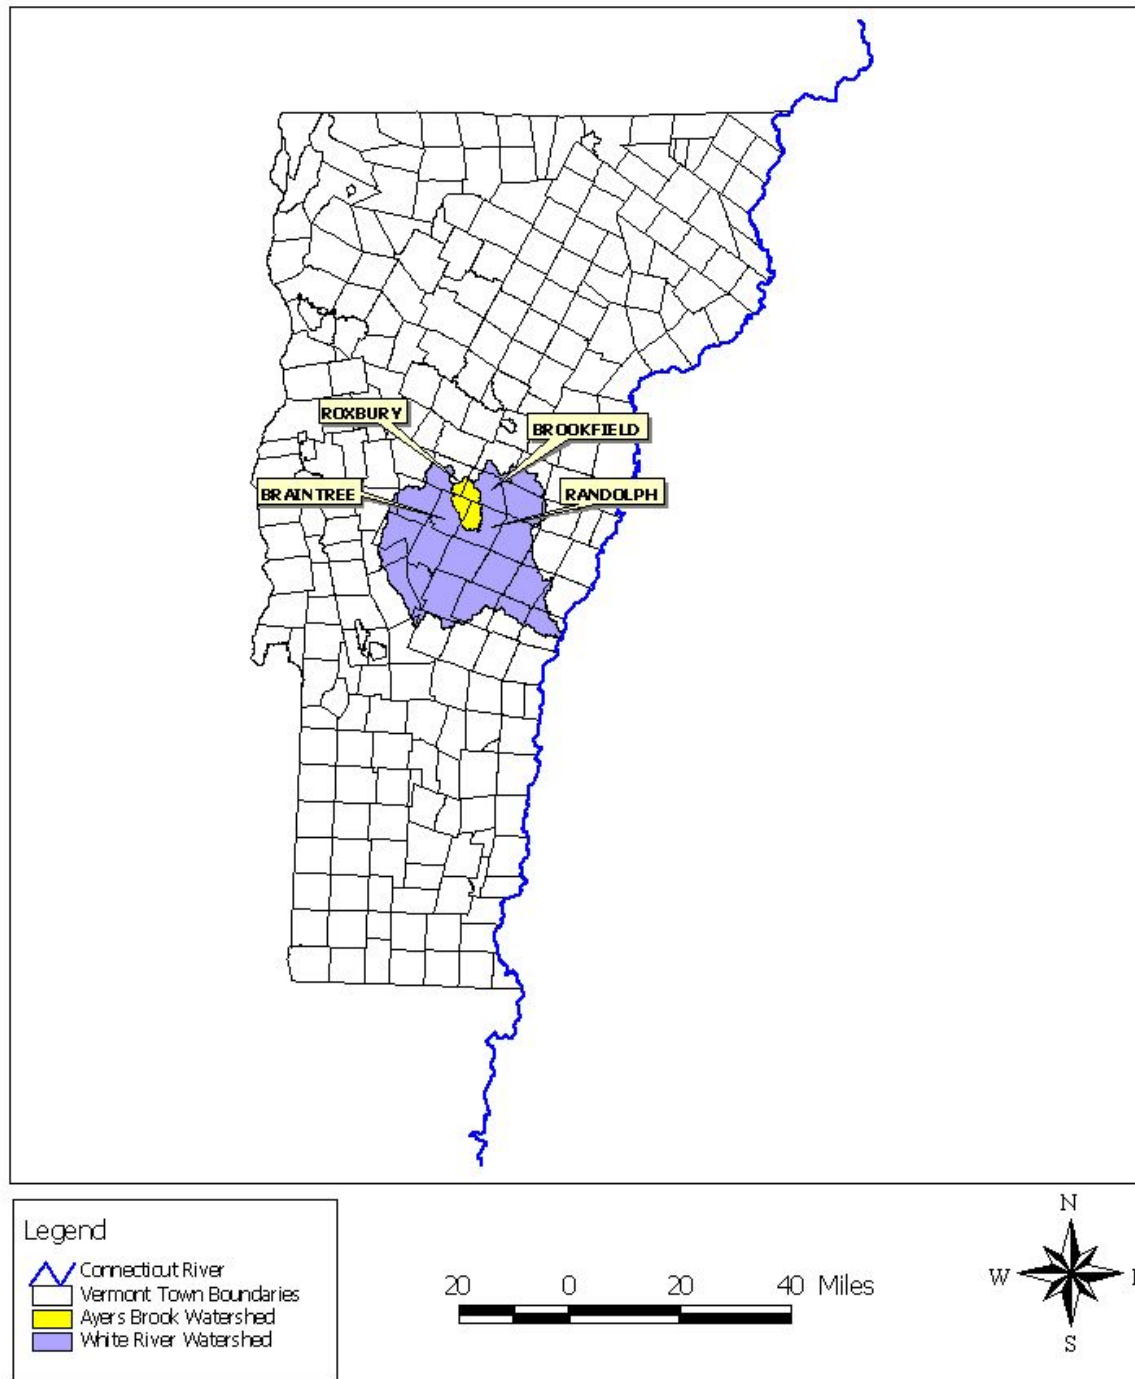 ROXBURY
BROOKFIELD
BRAINTREE
RANDOLPH
Legend
Connecticut River
Vermont Town Boundaries
Ayers Brook Watershed
White River Watershed
20 0 20 40 Miles
N
W
S